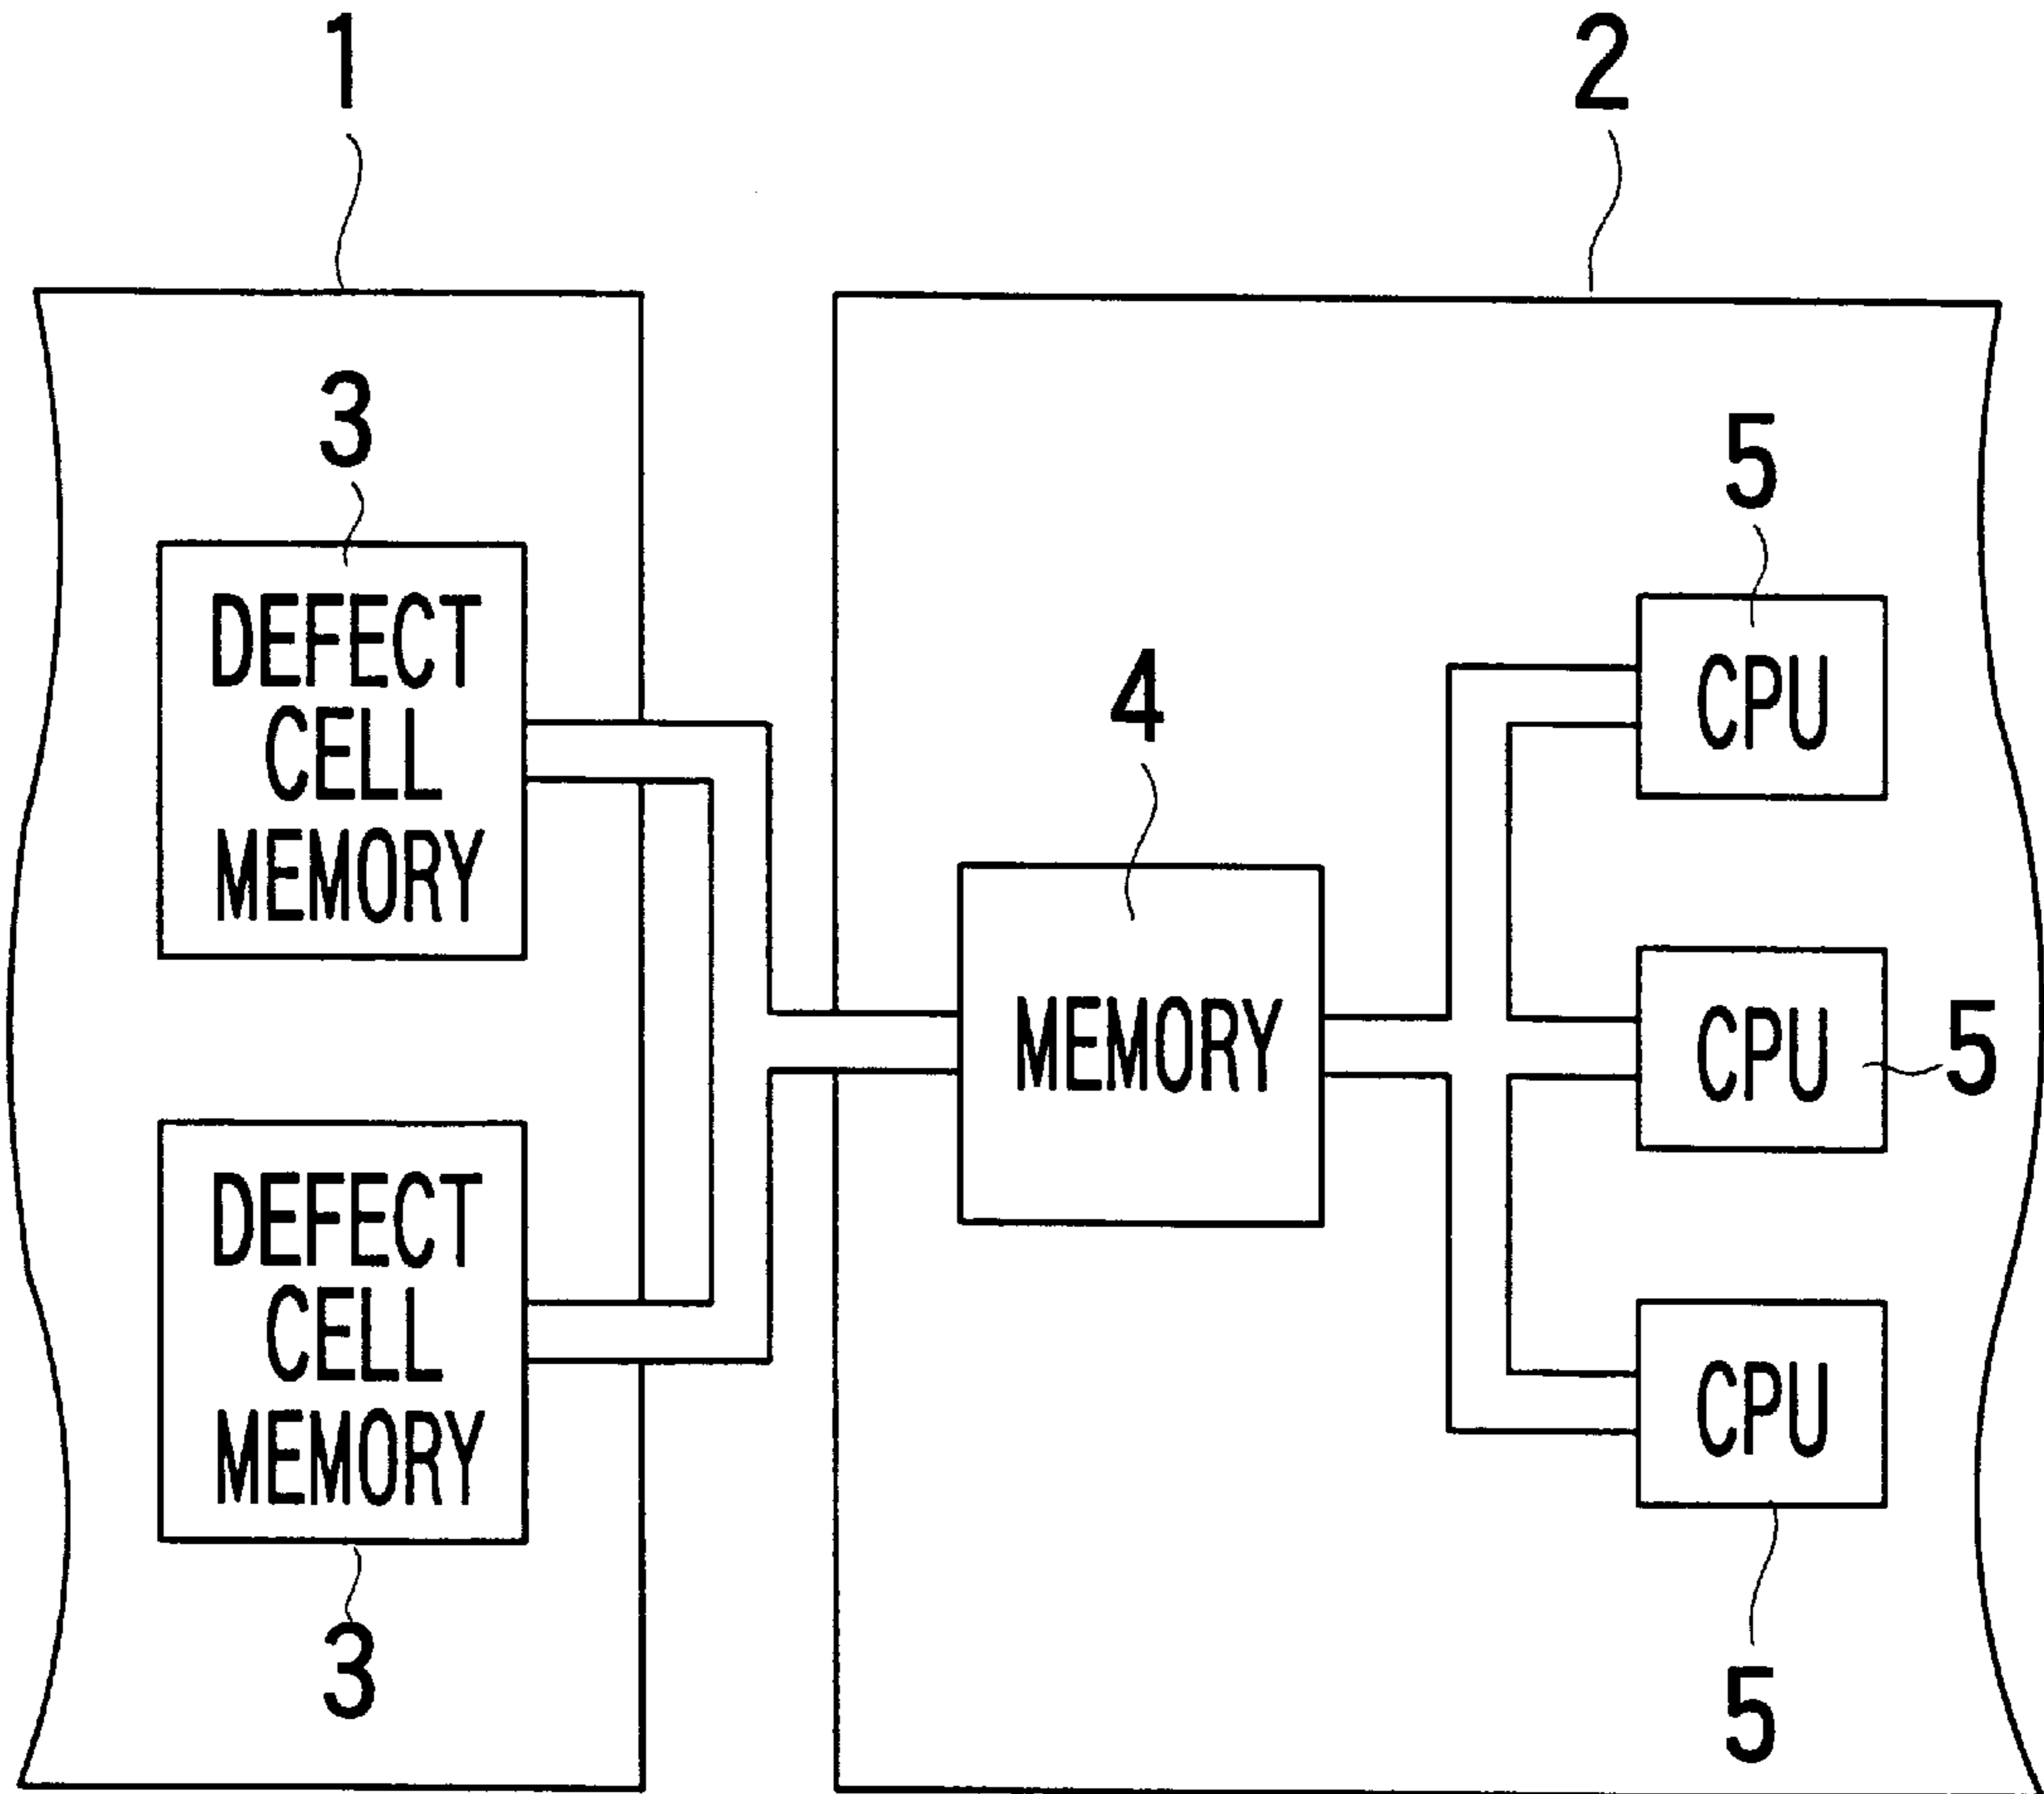 1
2
3
DEFECT
CELL
MEMORY
5
CPU
4
MEMORY
CPU
5
DEFECT
CELL
MEMORY
3
CPU
5